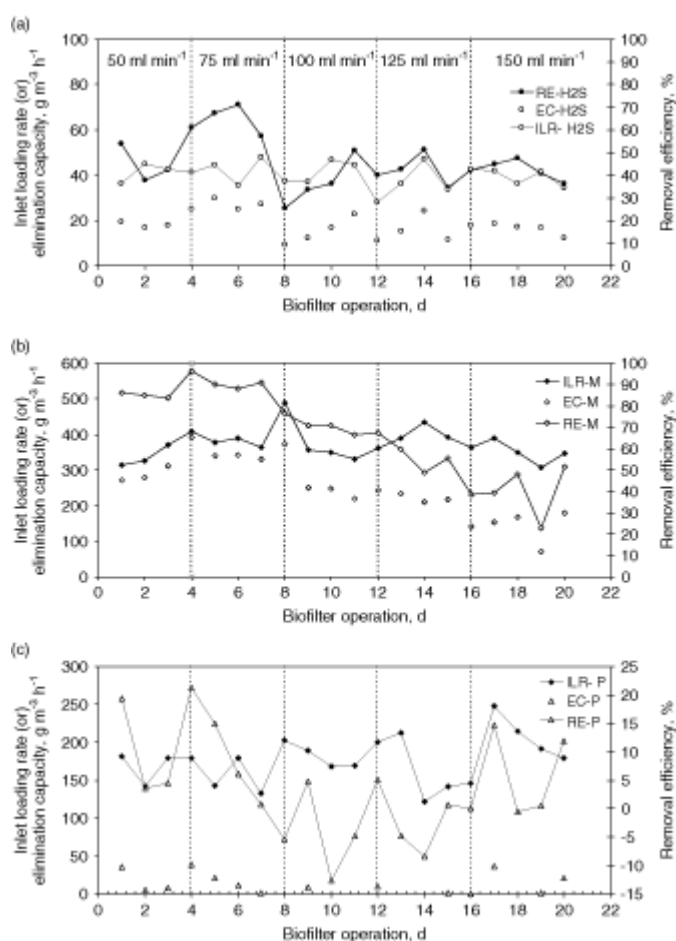 (a)
50 ml min-1 75 ml min-1 100 ml min-1 125 ml min-1 150 ml min-1
RE-H2S
EC-H2S
ILR- H2S
Inlet loading rate (or)
elimination capacity, g m-3 h-1
100
80
60
40
20
0
100
90
80
70
60
50
40
30
20
10
0
Removal efficiency, %
0 2 4 6 8 10 12 14 16 18 20 22
Biofilter operation, d
(b)
ILR-M
EC-M
RE-M
Inlet loading rate (or)
elimination capacity, g m-3 h-1
600
500
400
300
200
100
0
100
90
80
70
60
50
40
30
20
10
0
Removal efficiency, %
0 2 4 6 8 10 12 14 16 18 20 22
Biofilter operation, d
(c)
ILR- P
EC-P
RE-P
Inlet loading rate (or)
elimination capacity, g m-3 h-1
300
250
200
150
100
50
0
25
20
15
10
5
0
-5
-10
-15
Removal efficiency, %
0 2 4 6 8 10 12 14 16 18 20 22
Biofilter operation, d